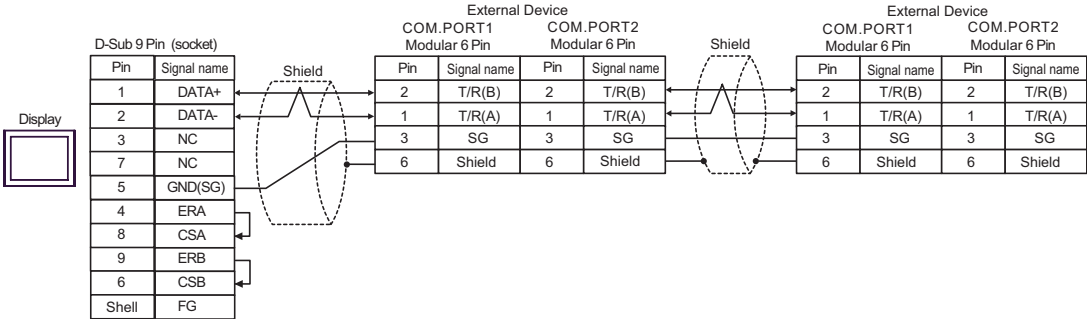 External Device External Device
COM.PORT1 COM.PORT2 COM.PORT1 COM.PORT2
D-Sub 9 Pin (socket) Modular 6 Pin Modular 6 Pin Shield Modular 6 Pin Modular 6 Pin
Pin Signal name Shield Pin Signal name Pin Signal name Pin Signal name Pin Signal name
1 DATA+ 2 T/R(B) 2 T/R(B) 2 T/R(B) 2 T/R(B)
Display 2 DATA- 1 T/R(A) 1 T/R(A) 1 T/R(A) 1 T/R(A)
3 NC 3 SG 3 SG 3 SG 3 SG
7 NC 6 Shield 6 Shield 6 Shield 6 Shield
5 GND(SG)
4 ERA
8 CSA
9 ERB
6 CSB
Shell FG